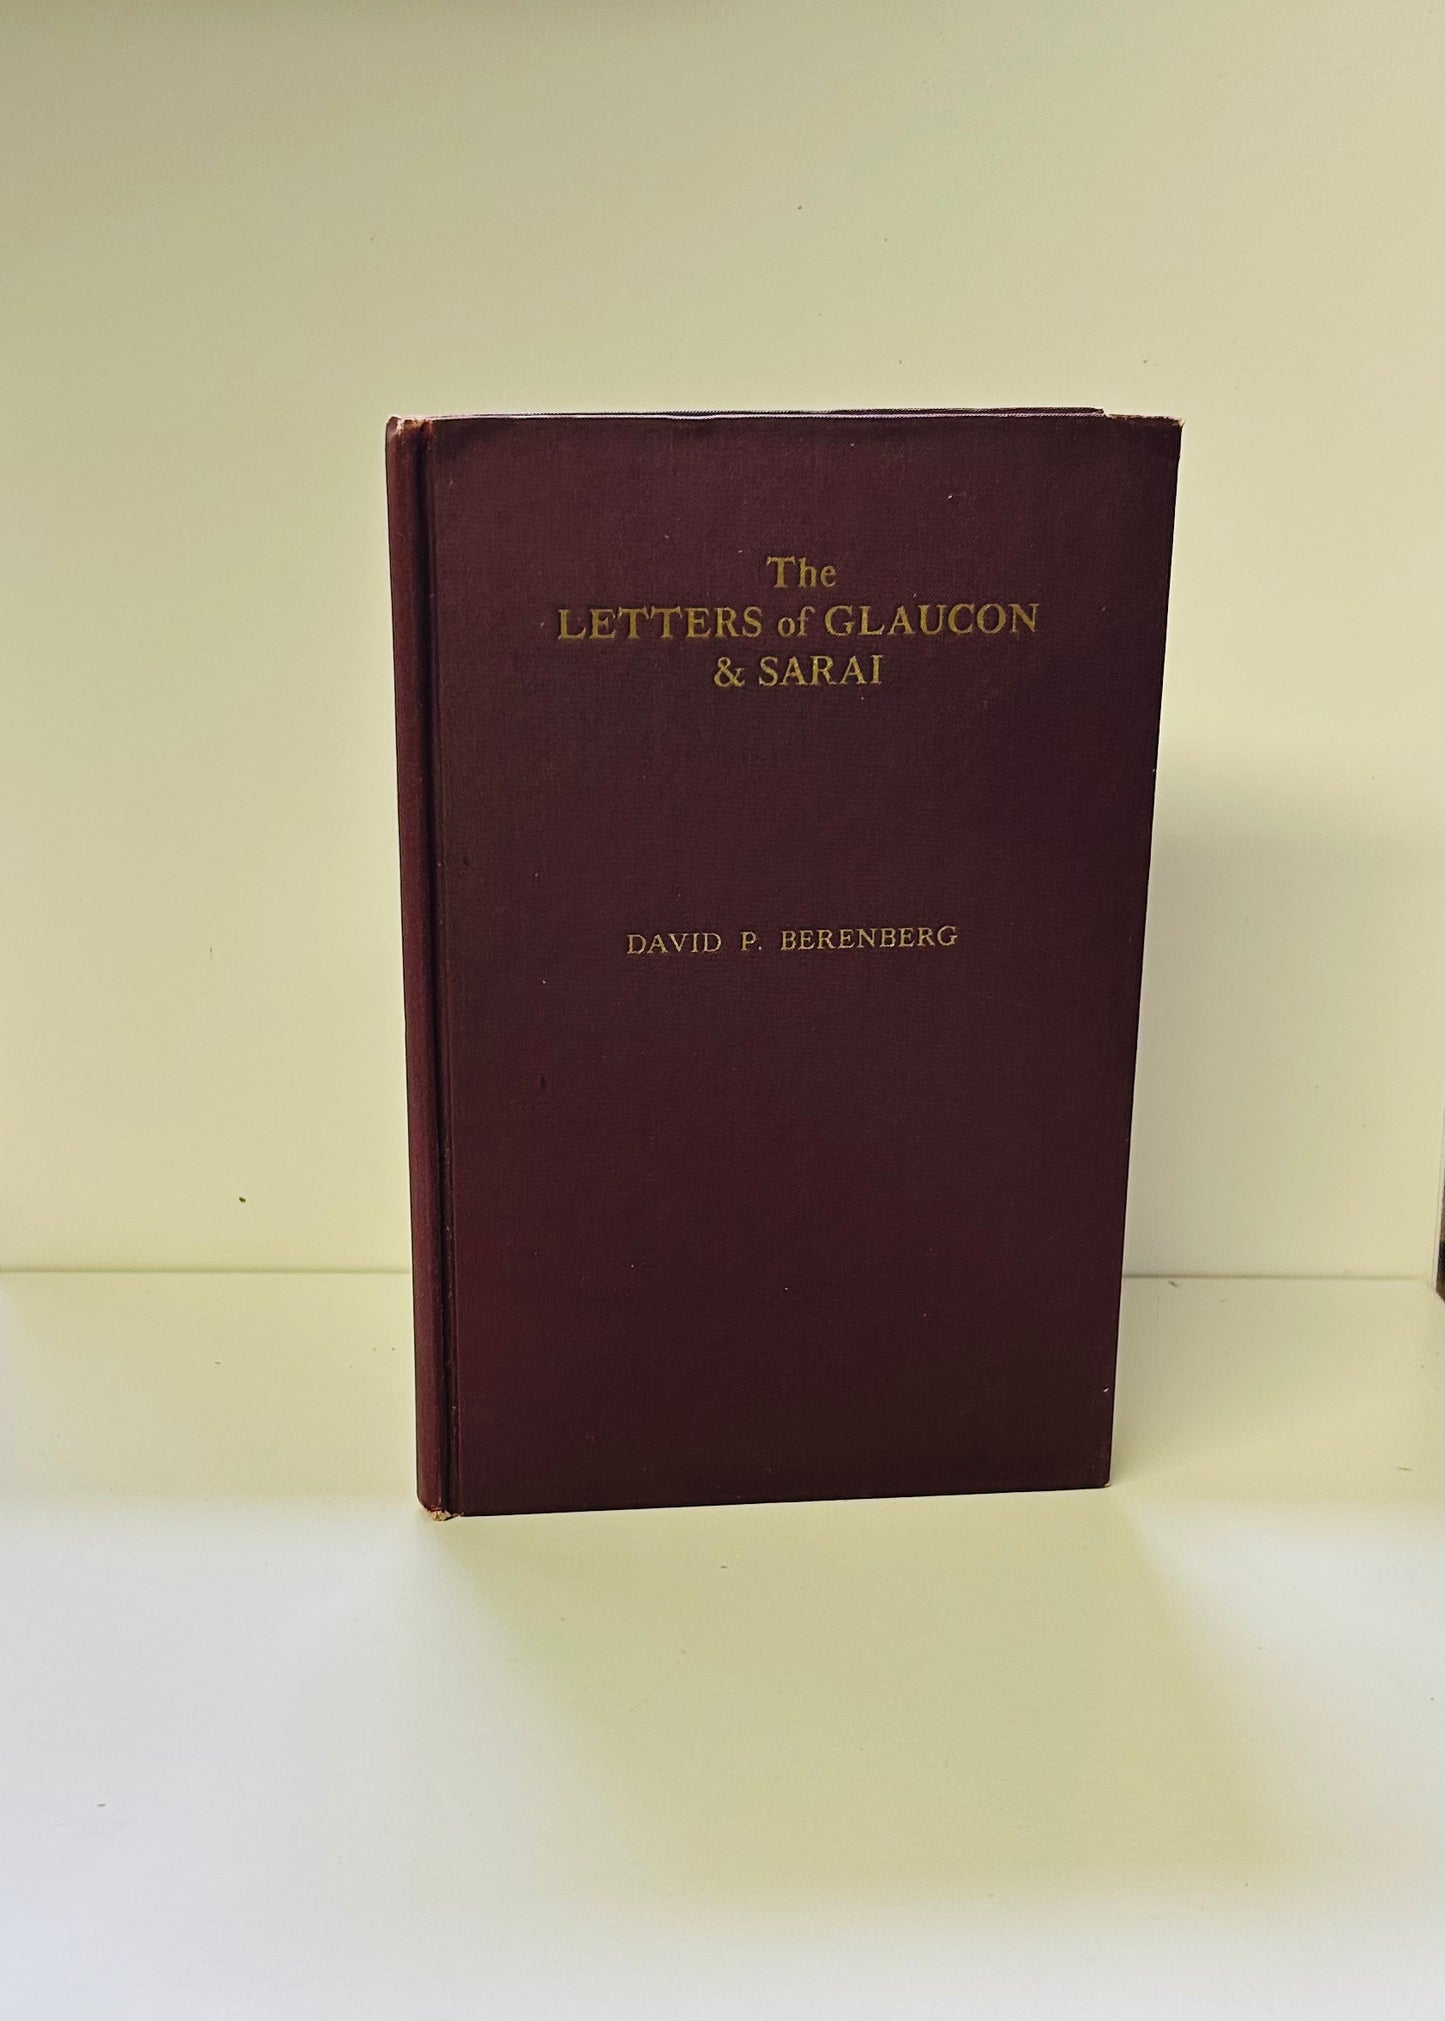 The
LETTERS of GLAUCON
& SARAI
DAVID P. BERENBERG